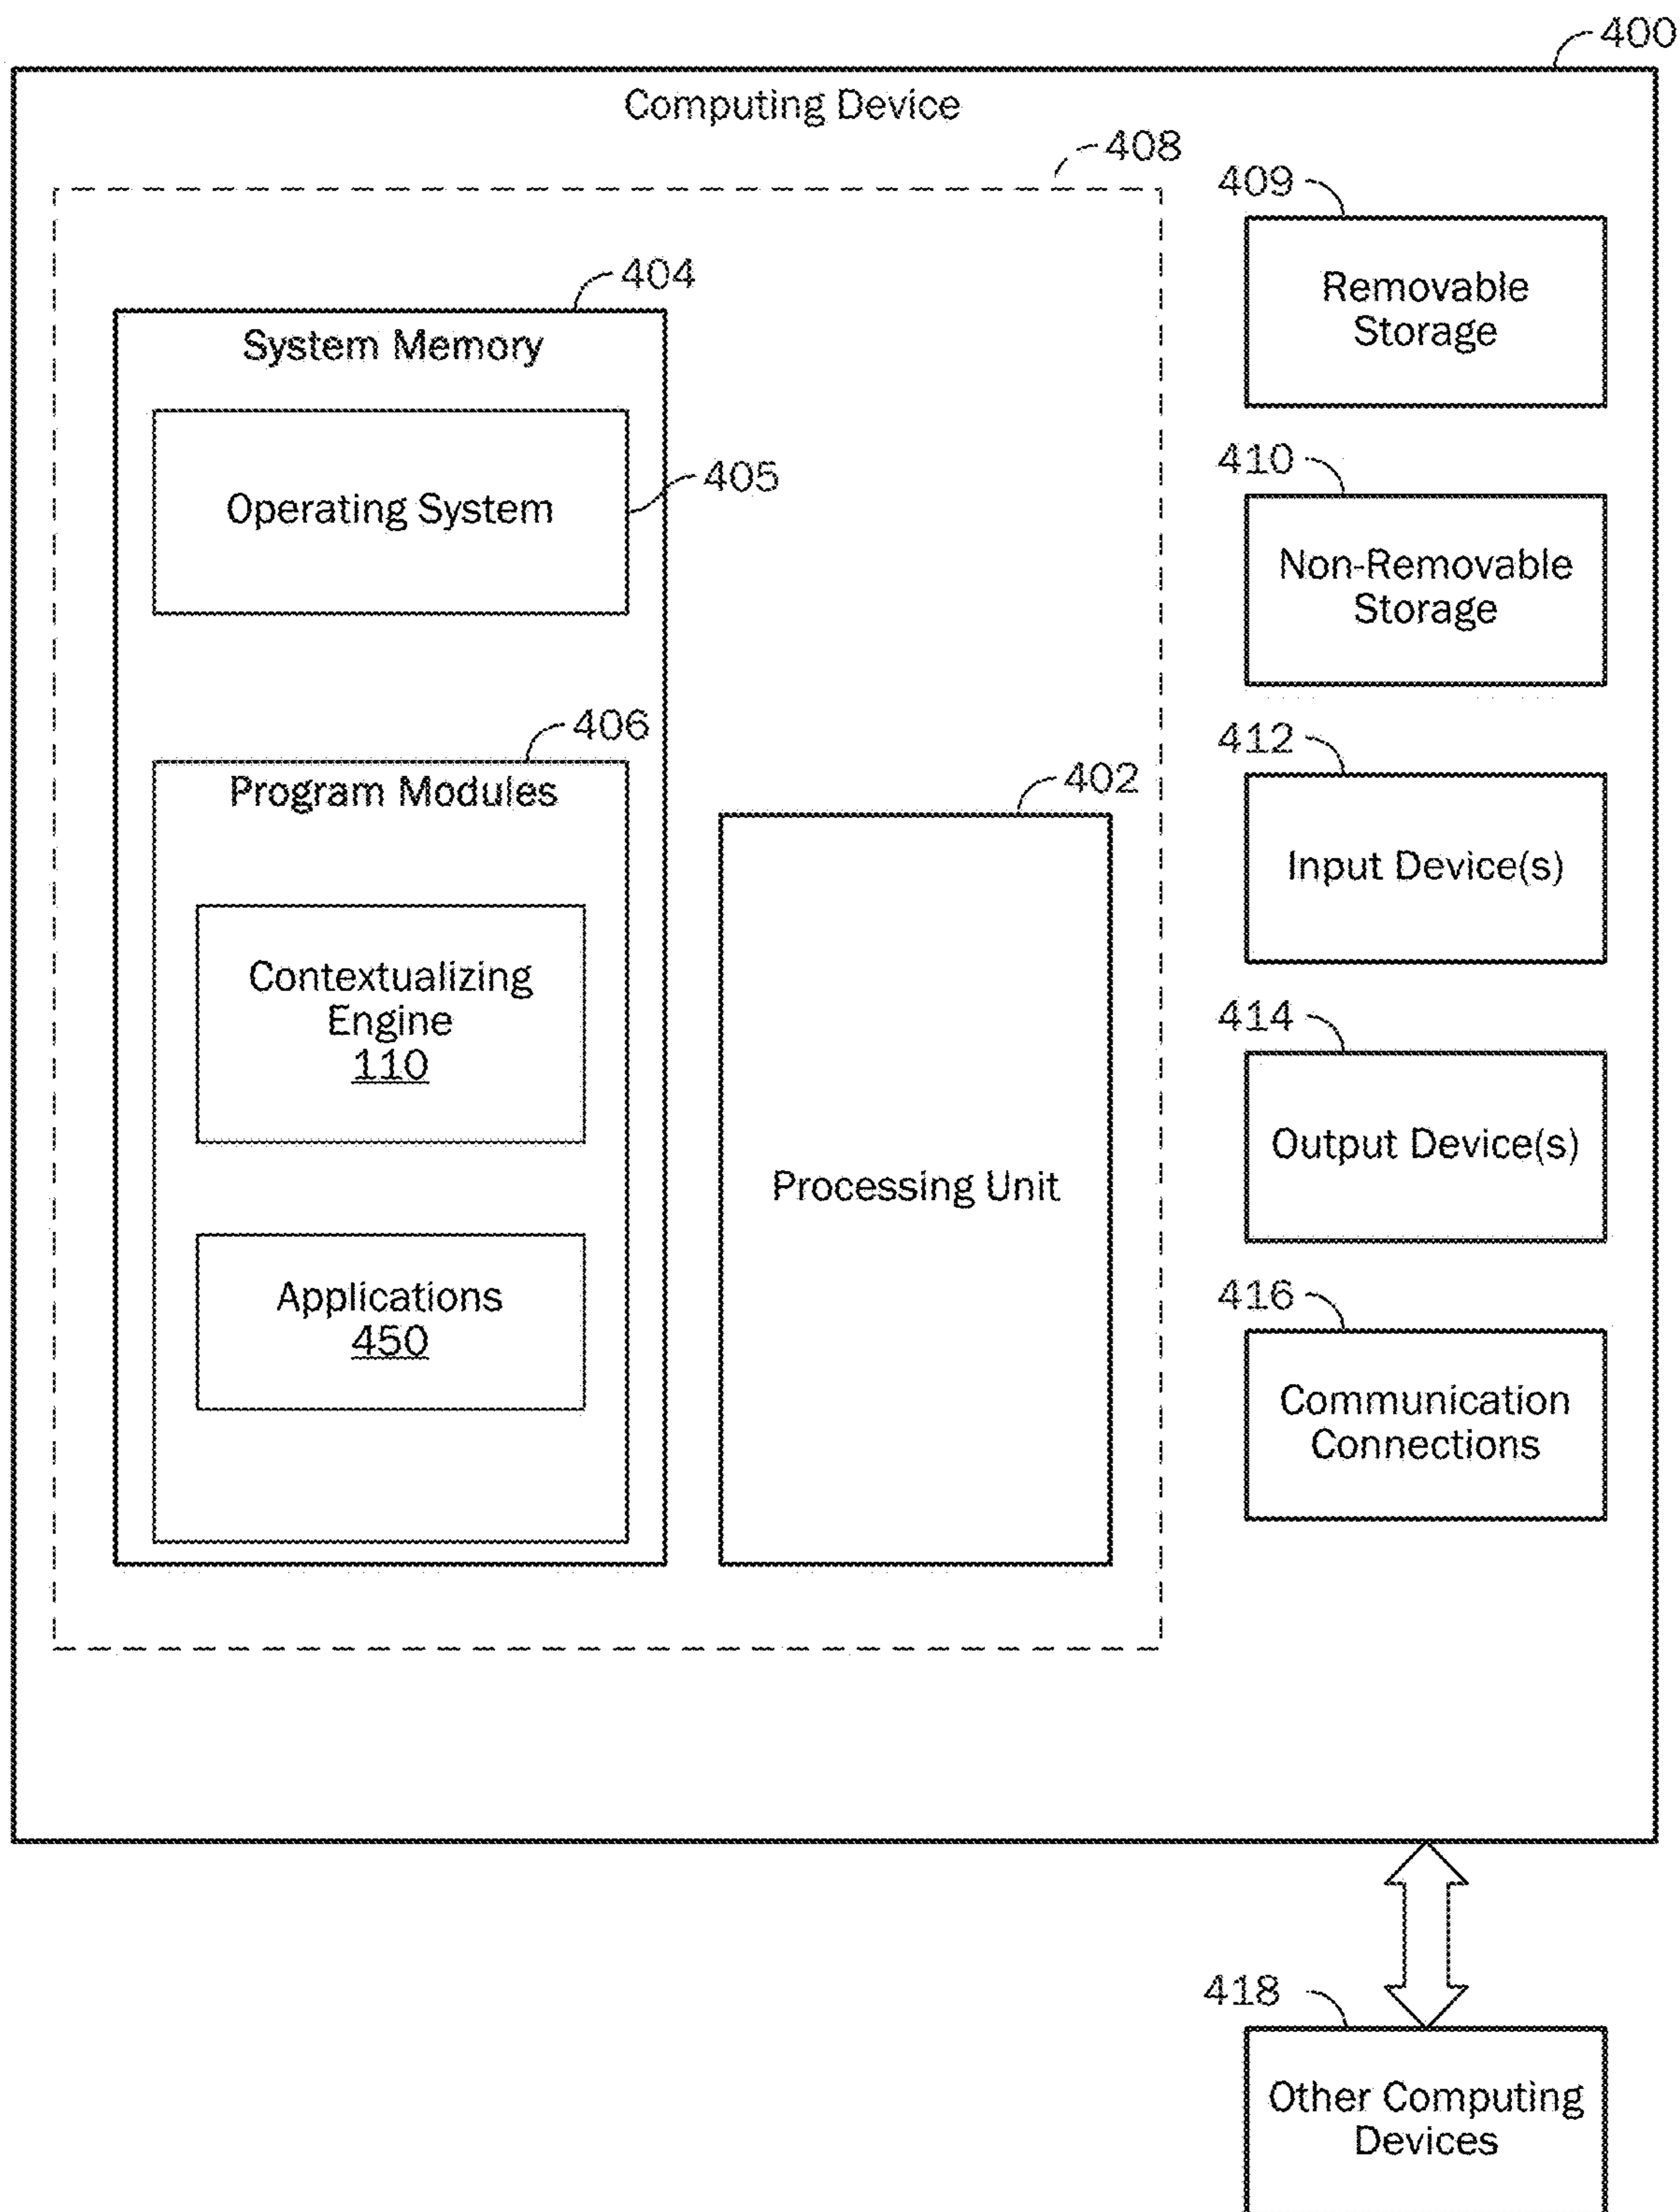 400
Computing Device
408
409
Removable
Storage
404
System Memory
Operating System
405
410
Non-Removable
Storage
406
Program Modules
412
Input Device(s)
402
Contextualizing
Engine
110
Processing Unit
414
Output Device(s)
Applications
450
416
Communication
Connections
418
Other Computing
Devices